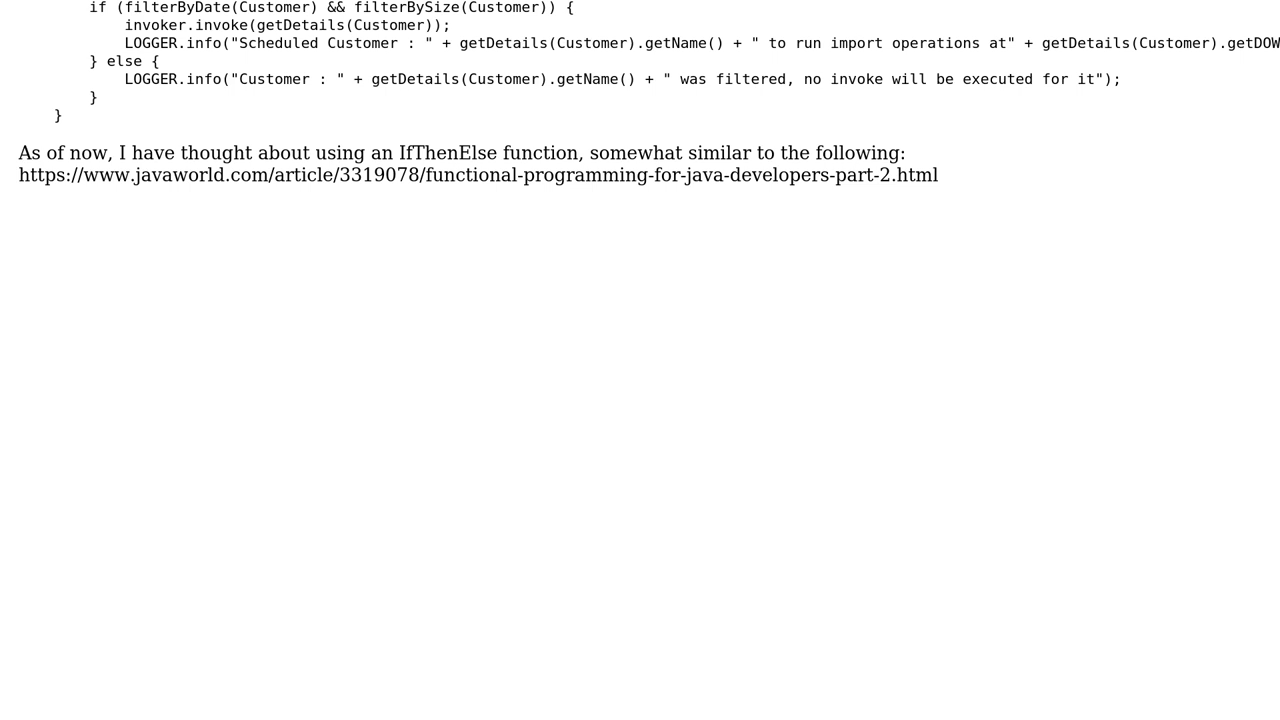 if (filterByDate(Customer) && filterBySize(Customer)) {
invoker.invoke(getDetails(Customer));
LOGGER.info("Scheduled Customer : " + getDetails(Customer).getName() + " to run import operations at" + getDetails(Customer).getDOW
} else {
LOGGER.info("Customer : " + getDetails(Customer).getName() + " was filtered, no invoke will be executed for it");
}
}
As of now, I have thought about using an IfThenElse function, somewhat similar to the following:
https://www.javaworld.com/article/3319078/functional-programming-for-java-developers-part-2.html